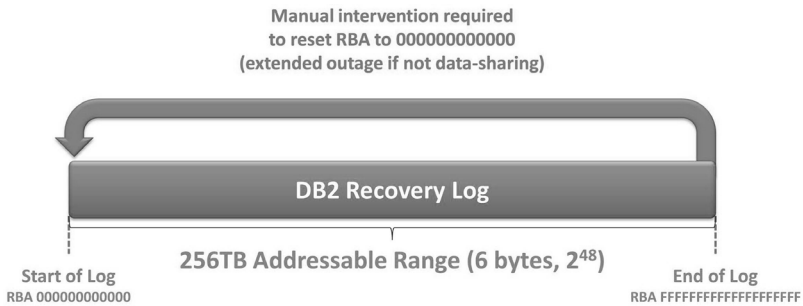 Manual intervention required
to reset RBA to 000000000000
(extended outage if not data-sharing)
DB2 Recovery Log
256TB Addressable Range (6 bytes, 2⁴⁸)
Start of Log
RBA 000000000000
End of Log
RBA FFFFFFFFFFFFFFFFFFFF